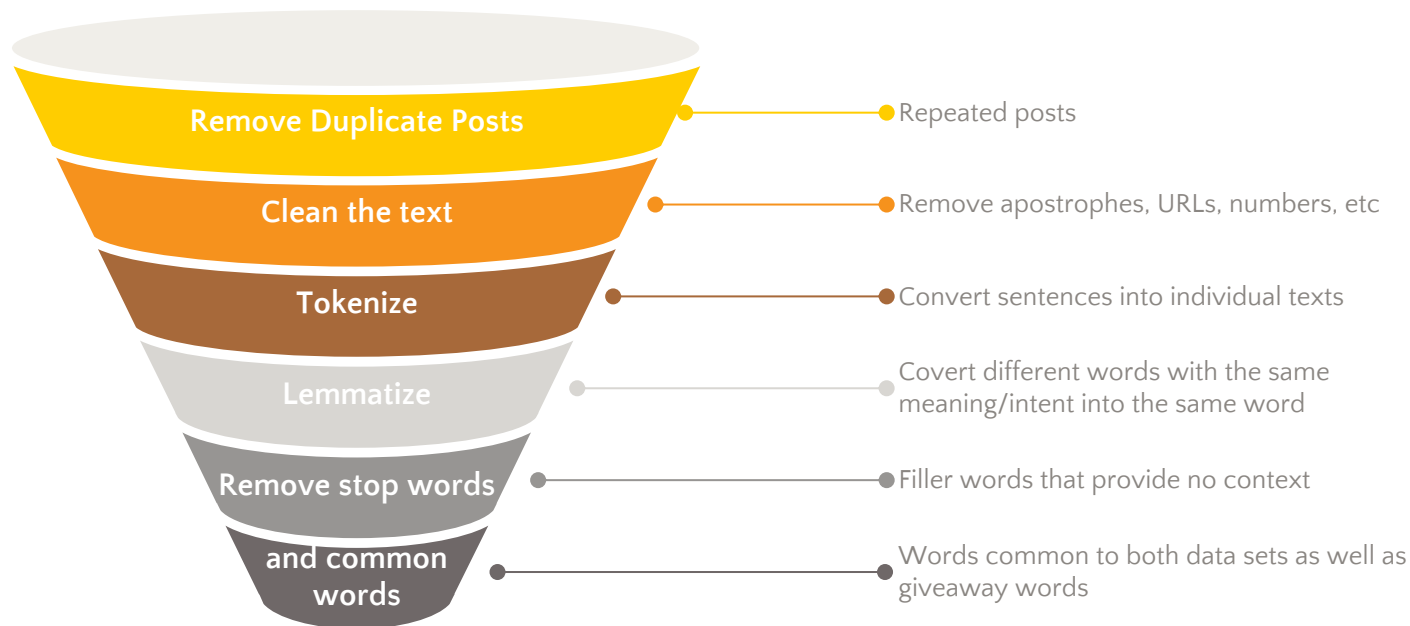 Remove Duplicate Posts
Repeated posts
Clean the text
Remove apostrophes, URLs, numbers, etc
Tokenize
Convert sentences into individual texts
Lemmatize
Covert different words with the same
meaning/intent into the same word
Remove stop words
Filler words that provide no context
and common
words
Words common to both data sets as well as
giveaway words